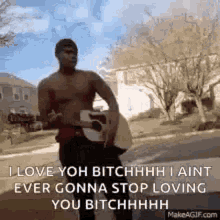 I LOVE YOH BITCHHHH I AINT
EVER GONNA STOP LOVING
YOU BITCHHHHH
MakeAGIF.com